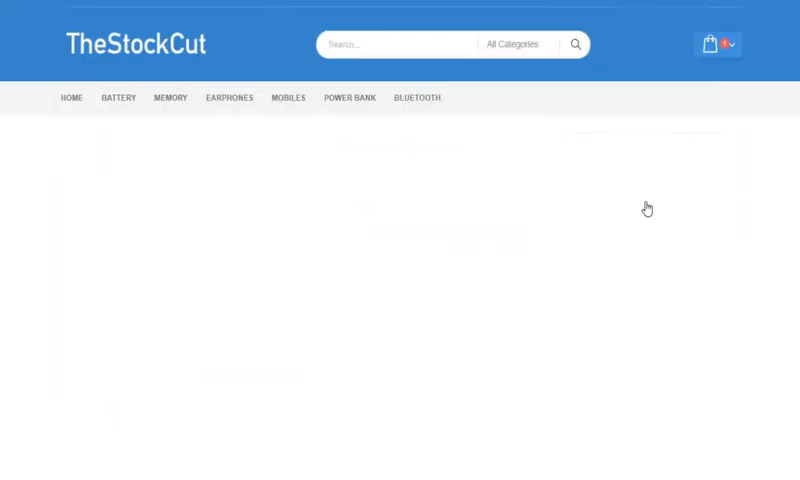 TheStockCut
Search...
All Categories
1
HOME BATTERY MEMORY EARPHONES MOBILES POWER BANK BLUETOOTH